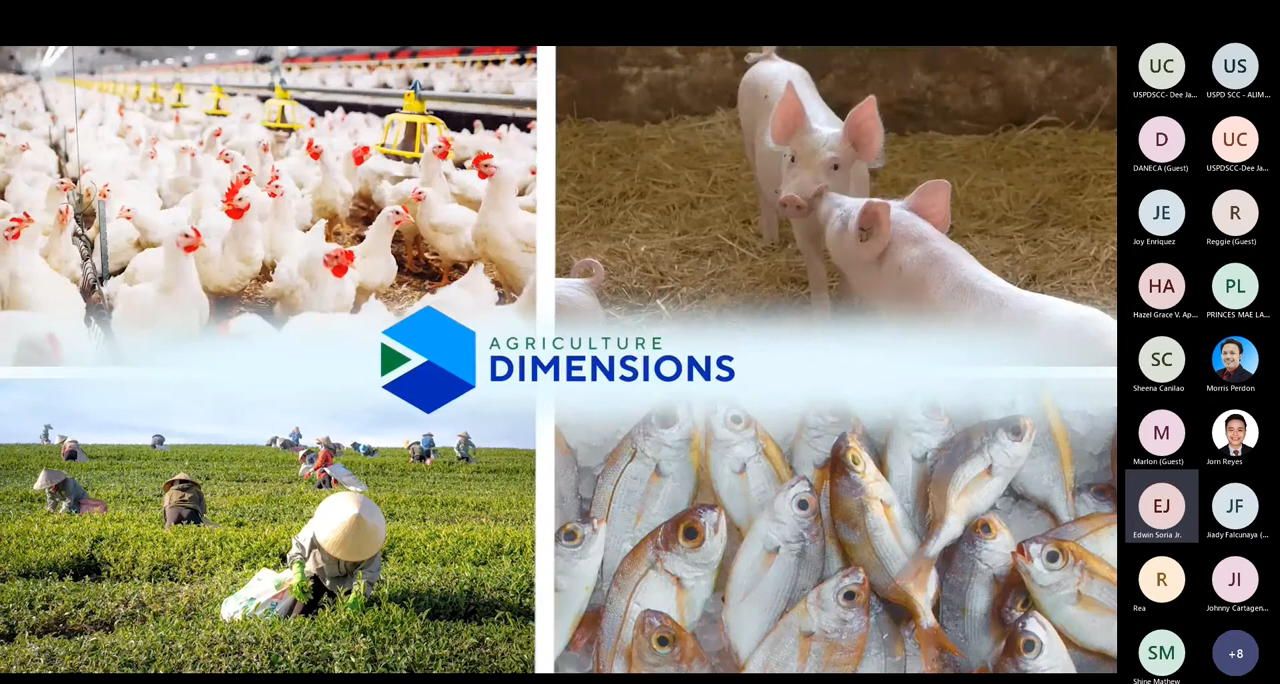 AGRICULTURE
DIMENSIONS
UC
USPDSCC- Dee Ja...
US
USPD SCC - ALIM...
D
DANECA (Guest)
UC
USPDSCC-Dee Ja...
JE
Joy Enriquez
R
Reggie (Guest)
HA
Hazel Grace V. Ap...
PL
PRINCES MAE LA...
SC
Sheena Canilao
Morris Perdon
M
Marlon (Guest)
Jorn Reyes
EJ
Edwin Soria Jr.
JF
Jiady Falcunaya (...
R
Rea
JI
Johnny Cartagen...
SM
Shine Mathew
+8